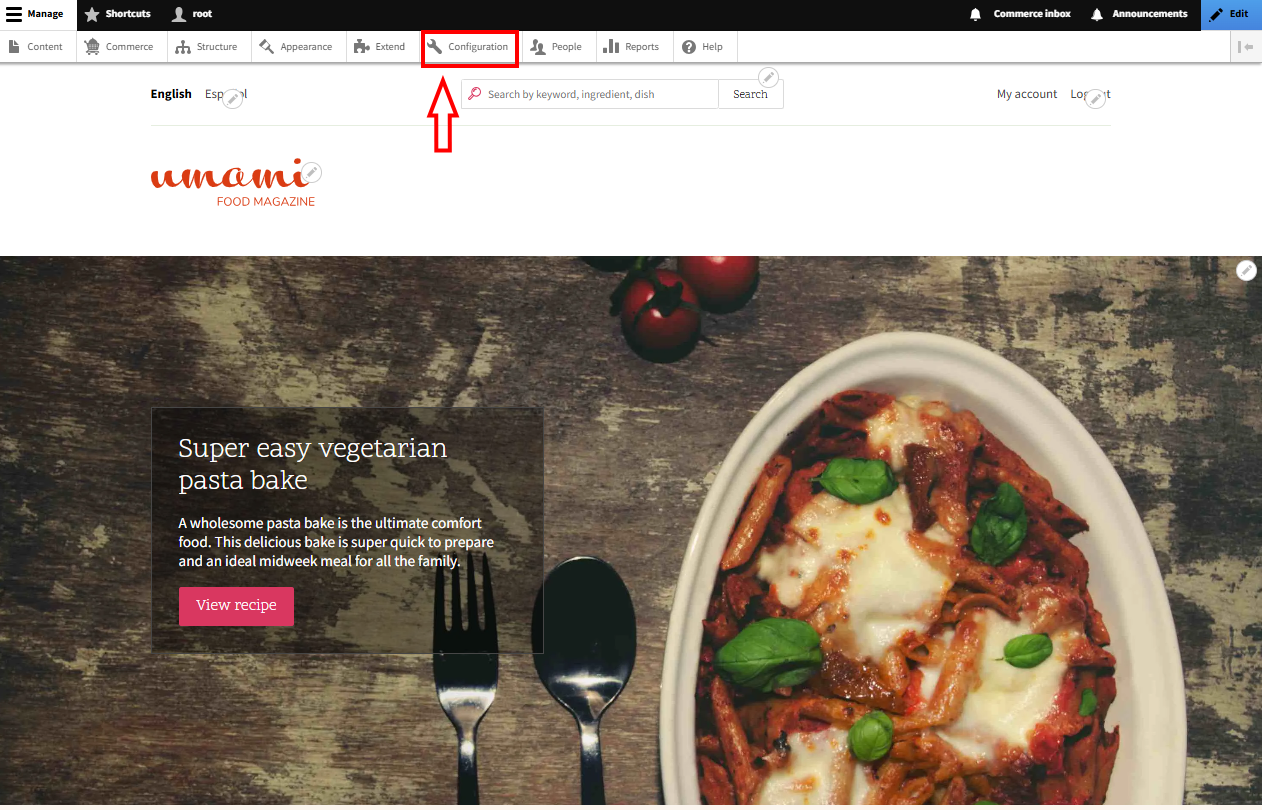 Manage Shortcuts root Commerce inbox Announcements Edit
Content Commerce Structure Appearance Extend Configuration People Reports Help
English Search by keyword, ingredient, dish Search My account
umami
FOOD MAGAZINE
Super easy vegetarian
pasta bake
A wholesome pasta bake is the ultimate comfort
food. This delicious bake is super quick to prepare
and an ideal midweek meal for all the family.
View recipe